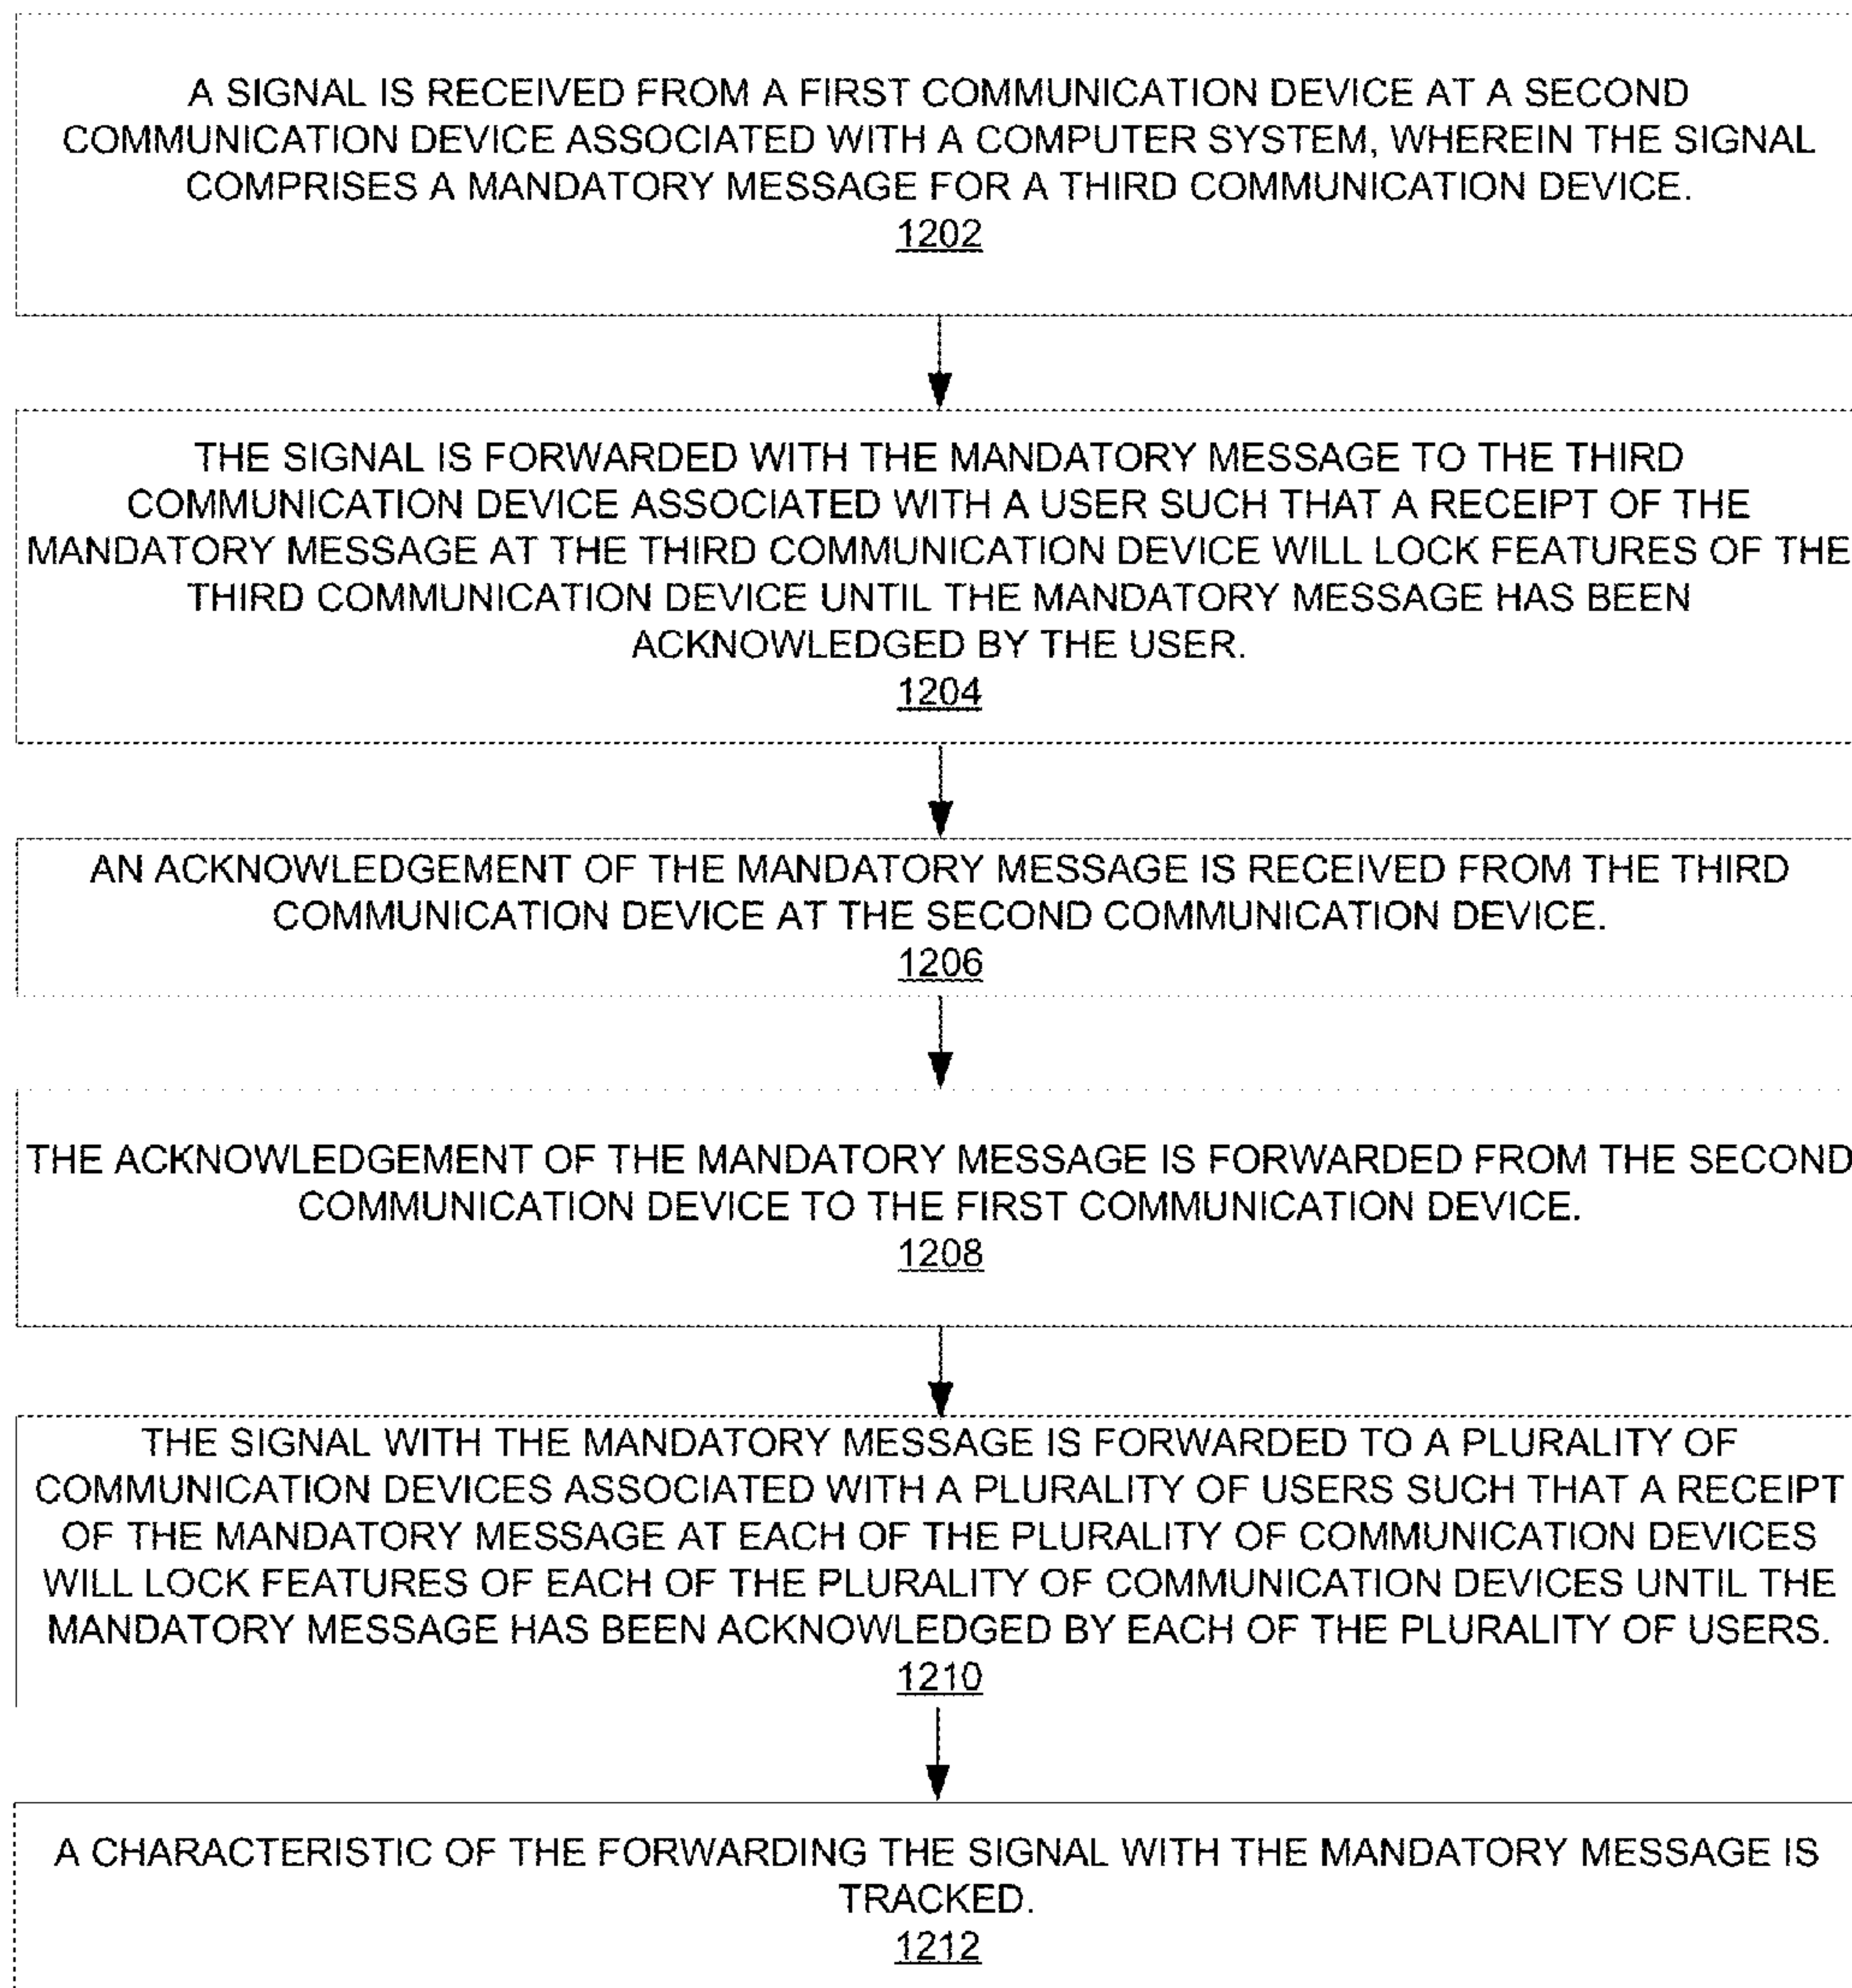 A SIGNAL IS RECEIVED FROM A FIRST COMMUNICATION DEVICE AT A SECOND
COMMUNICATION DEVICE ASSOCIATED WITH A COMPUTER SYSTEM, WHEREIN THE SIGNAL
COMPRISES A MANDATORY MESSAGE FOR A THIRD COMMUNICATION DEVICE.
1202
THE SIGNAL IS FORWARDED WITH THE MANDATORY MESSAGE TO THE THIRD
COMMUNICATION DEVICE ASSOCIATED WITH A USER SUCH THAT A RECEIPT OF THE
MANDATORY MESSAGE AT THE THIRD COMMUNICATION DEVICE WILL LOCK FEATURES OF THE
THIRD COMMUNICATION DEVICE UNTIL THE MANDATORY MESSAGE HAS BEEN
ACKNOWLEDGED BY THE USER.
1204
AN ACKNOWLEDGEMENT OF THE MANDATORY MESSAGE IS RECEIVED FROM THE THIRD
COMMUNICATION DEVICE AT THE SECOND COMMUNICATION DEVICE.
1206
THE ACKNOWLEDGEMENT OF THE MANDATORY MESSAGE IS FORWARDED FROM THE SECOND
COMMUNICATION DEVICE TO THE FIRST COMMUNICATION DEVICE.
1208
THE SIGNAL WITH THE MANDATORY MESSAGE IS FORWARDED TO A PLURALITY OF
COMMUNICATION DEVICES ASSOCIATED WITH A PLURALITY OF USERS SUCH THAT A RECEIPT
OF THE MANDATORY MESSAGE AT EACH OF THE PLURALITY OF COMMUNICATION DEVICES
WILL LOCK FEATURES OF EACH OF THE PLURALITY OF COMMUNICATION DEVICES UNTIL THE
MANDATORY MESSAGE HAS BEEN ACKNOWLEDGED BY EACH OF THE PLURALITY OF USERS.
1210
A CHARACTERISTIC OF THE FORWARDING THE SIGNAL WITH THE MANDATORY MESSAGE IS
TRACKED.
1212